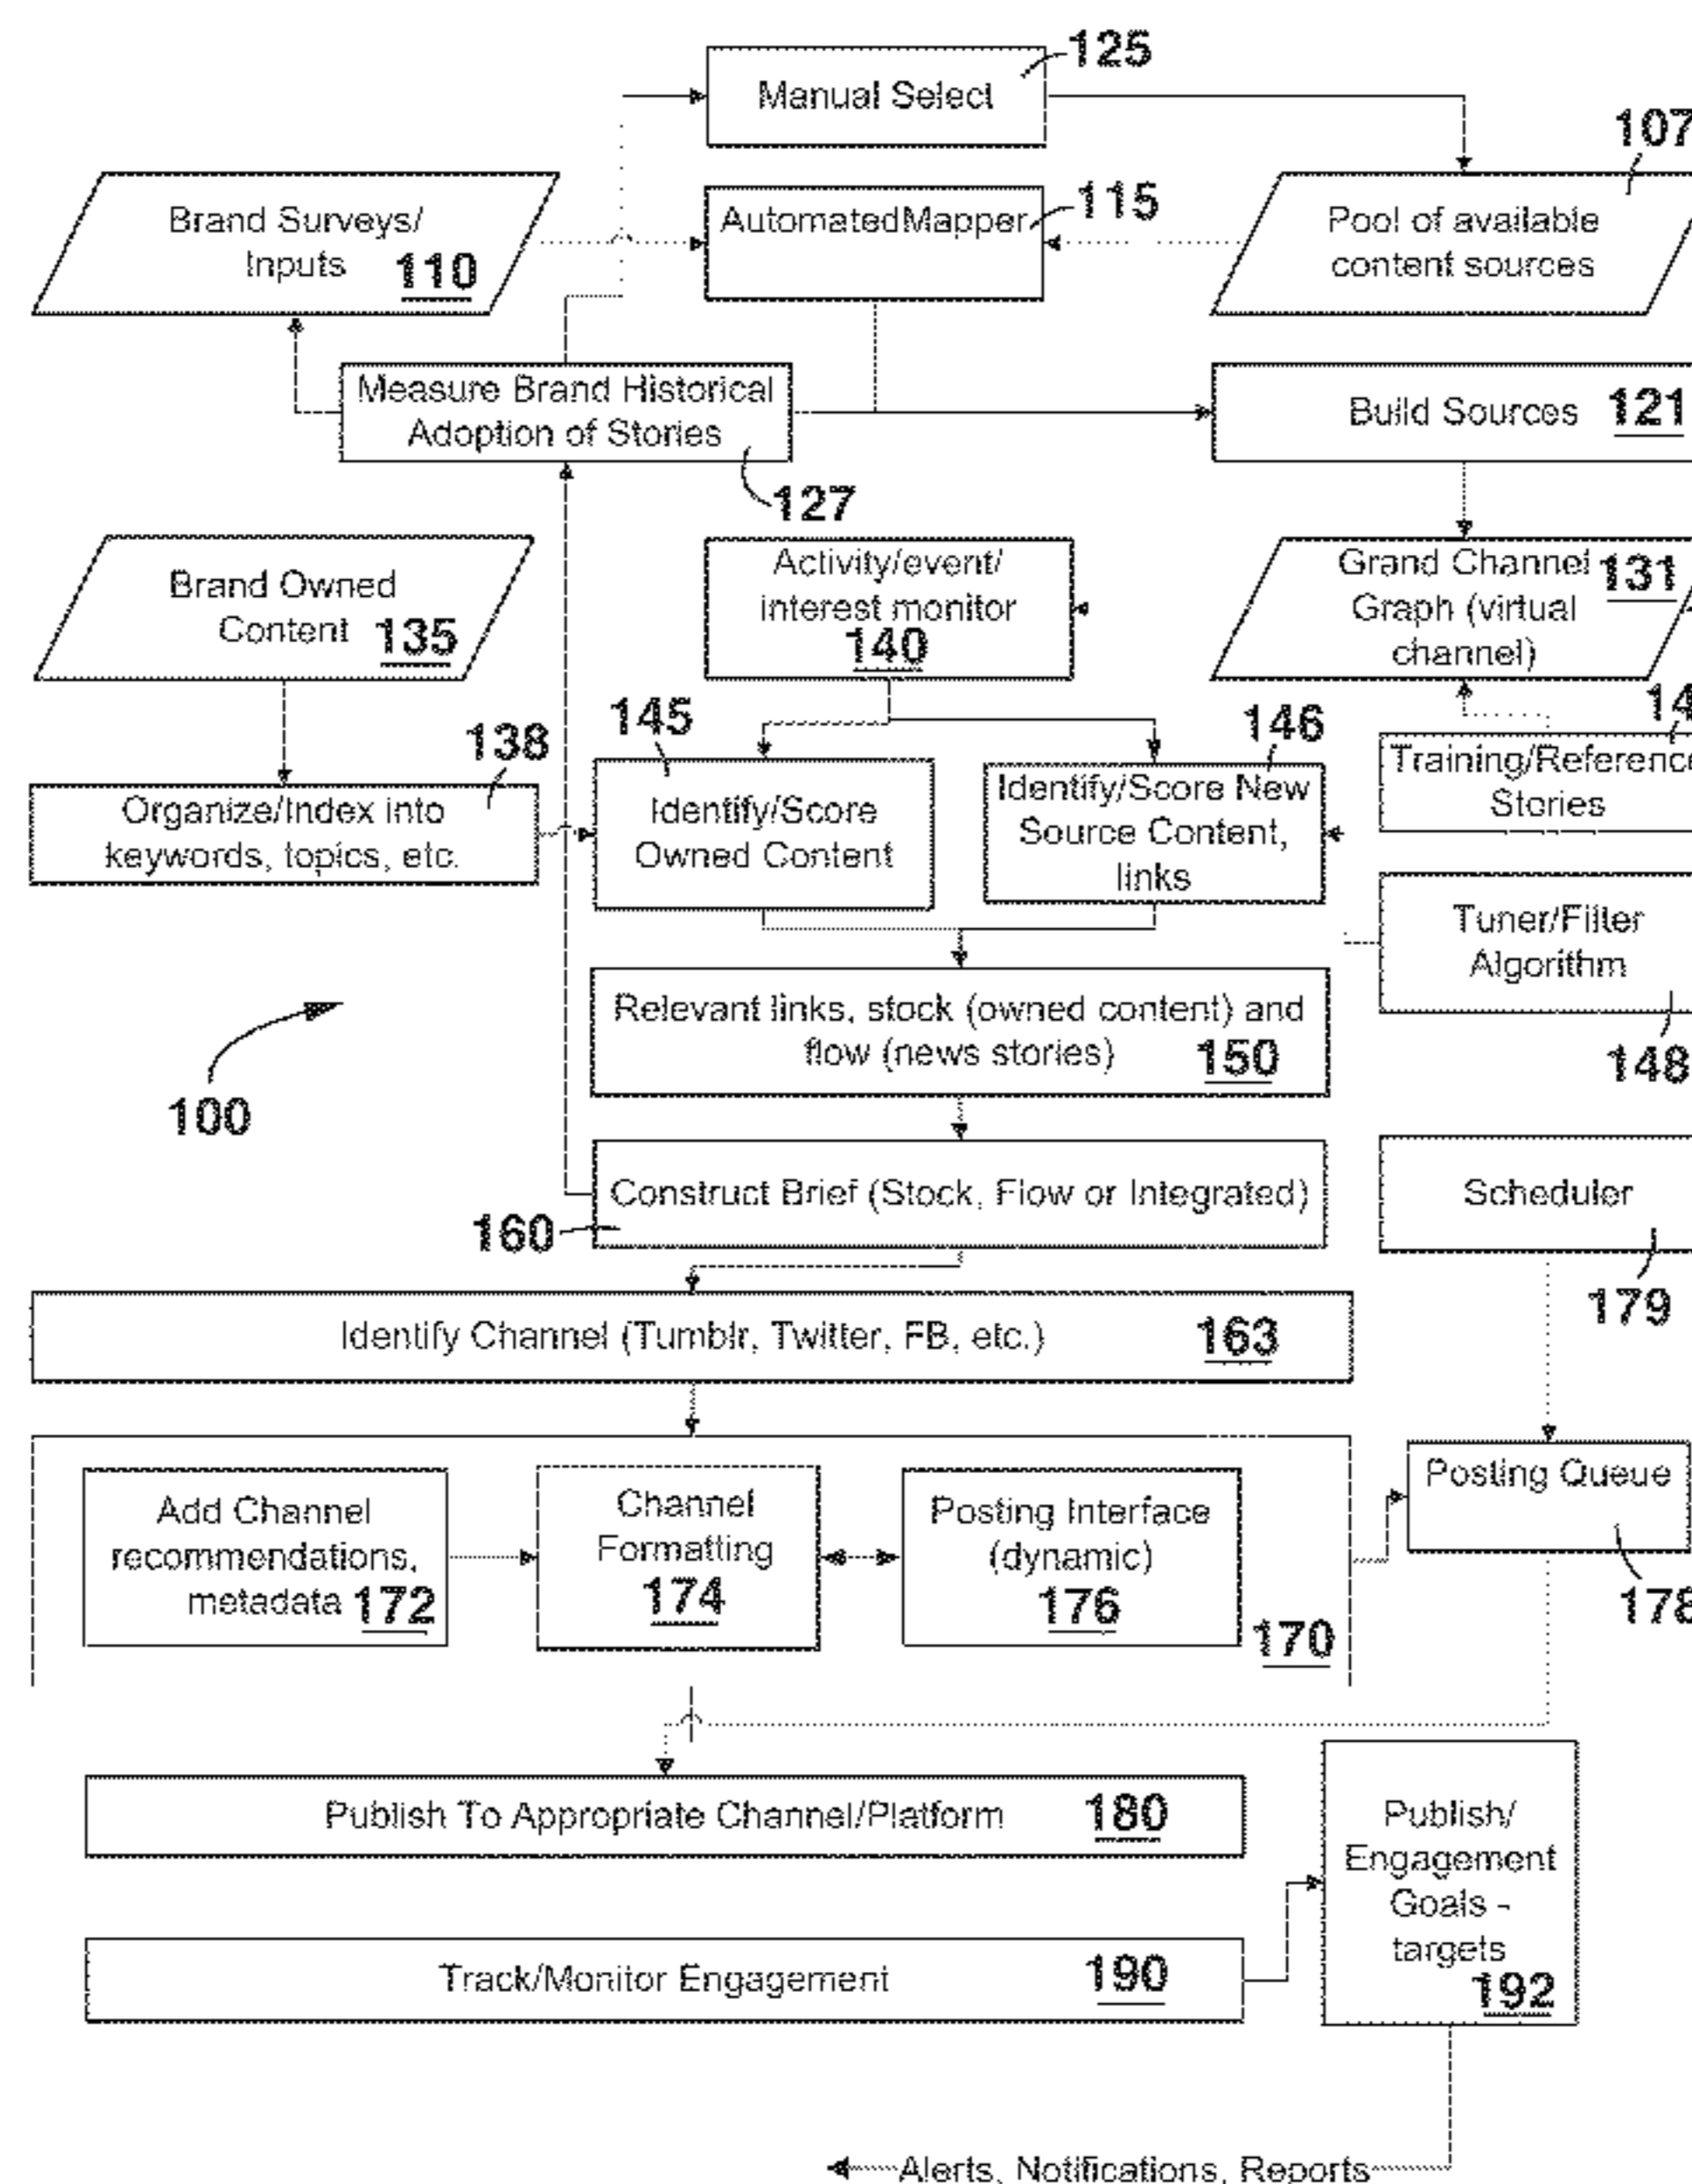 125
Manual Select
107
Brand Surveys/
Inputs 110
AutomatedMapper
115
Pool of available
content sources
Measure Brand Historical
Adoption of Stories
127
Build Sources 121
Brand Owned
Content 135
Activity/event/
interest monitor
140
Grand Channel 131
Graph (virtual
channel)
138
145
146
14
Organize/Index into
keywords, topics, etc.
Identify/Score
Owned Content
Identify/Score New
Source Content,
links
Training/Reference
Stories
Tuner/Filter
Algorithm
148
100
Relevant links, stock (owned content) and
flow (news stories) 150
Construct Brief (Stock, Flow or Integrated)
160
Scheduler
179
Identify Channel (Tumblr, Twitter, FB, etc.) 163
Add Channel
recommendations,
metadata 172
Channel
Formatting
174
Posting Interface
(dynamic)
176
170
Posting Queue
178
Publish To Appropriate Channel/Platform 180
Track/Monitor Engagement 190
Publish/
Engagement
Goals -
targets
192
Alerts, Notifications, Reports